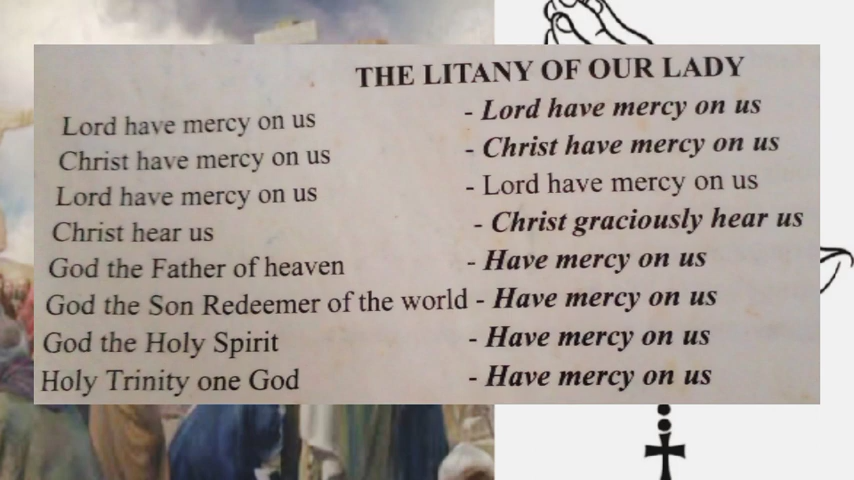 THE LITANY OF OUR LADY
Lord have mercy on us - Lord have mercy on us
Christ have mercy on us - Christ have mercy on us
Lord have mercy on us - Lord have mercy on us
Christ hear us - Christ graciously hear us
God the Father of heaven - Have mercy on us
God the Son Redeemer of the world - Have mercy on us
God the Holy Spirit - Have mercy on us
Holy Trinity one God - Have mercy on us